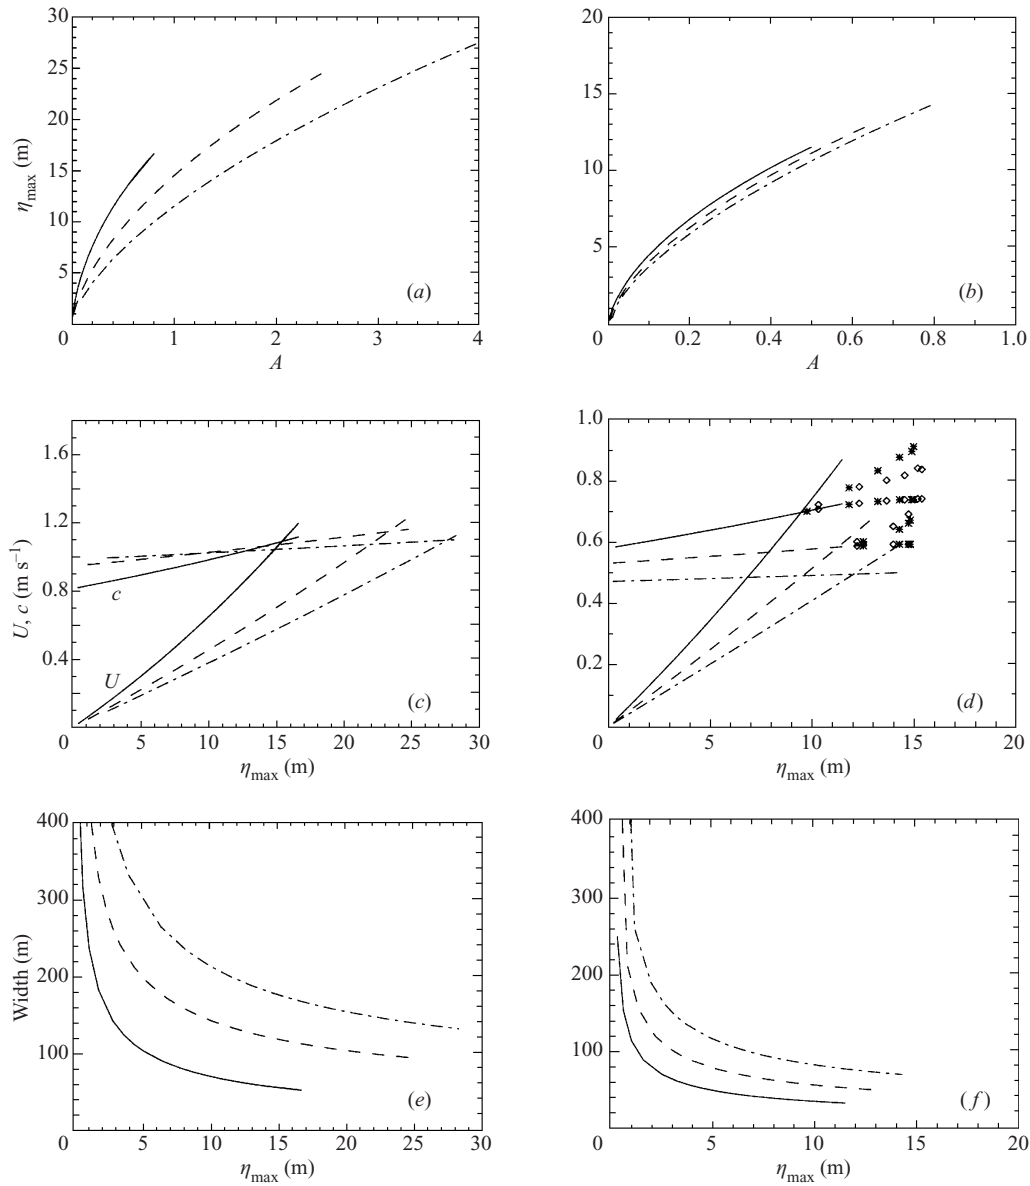 30
25
20
15
10
5
η_max (m)
0 1 2 3 4
A
(a)
20
15
10
5
0 0.2 0.4 0.6 0.8 1.0
A
(b)
1.6
1.2
0.8
0.4
U, c (m s⁻¹)
c
U
(c)
0 5 10 15 20 25 30
η_max (m)
1.0
0.8
0.6
0.4
0.2
(d)
0 5 10 15 20
η_max (m)
400
300
200
100
Width (m)
(e)
0 5 10 15 20 25 30
η_max (m)
400
300
200
100
(f)
0 5 10 15 20
η_max (m)